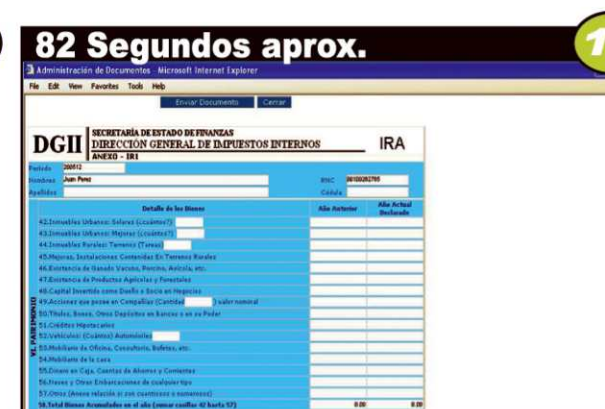 82 Segundos aprox.
1
Administración de Documentos - Microsoft Internet Explorer
File Edit View Favorites Tools Help
Enviar Documento Cerrar
DGII
SECRETARÍA DE ESTADO DE FINANZAS
DIRECCIÓN GENERAL DE IMPUESTOS INTERNOS
ANEXO - IR1
IRA
Periodo 200512
Nombres Juan Perez RNC
Apellidos Cédula
Detalle de los Bienes Año Anterior Año Actual Declarado
42.Inmuebles Urbanos: Solares (¿cuántos?)
43.Inmuebles Urbanos: Mejoras (¿cuántos?)
44.Inmuebles Rurales: Terrenos (Tareas)
45.Mejoras, Instalaciones Contenidas En Terrenos Rurales
46.Existencia de Ganado Vacuno, Porcino, Avícola, etc.
47.Existencia de Productos Agrícolas y Forestales
48.Capital Invertido como Dueño o Socio en Negocios
49.Acciones que posee en Compañías (Cantidad ) valor nominal
50.Títulos, Bonos, Otros Depósitos en Bancos o en su Poder
51.Créditos Hipotecarios
52.Vehículos: (Cuántos) Automóviles
53.Mobiliario de Oficina, Consultorio, Bufetes, etc.
54.Mobiliario de la casa
55.Dinero en Caja, Cuentas de Ahorros y Corrientes
56.Naves y Otras Embarcaciones de cualquier tipo
57.Otros (Anexe relación si son cuantiosos o numerosos)
58.Total Bienes Acumulados en el año (sumar casillas 42 hasta 57) 0.00 0.00
VI. PATRIMONIO